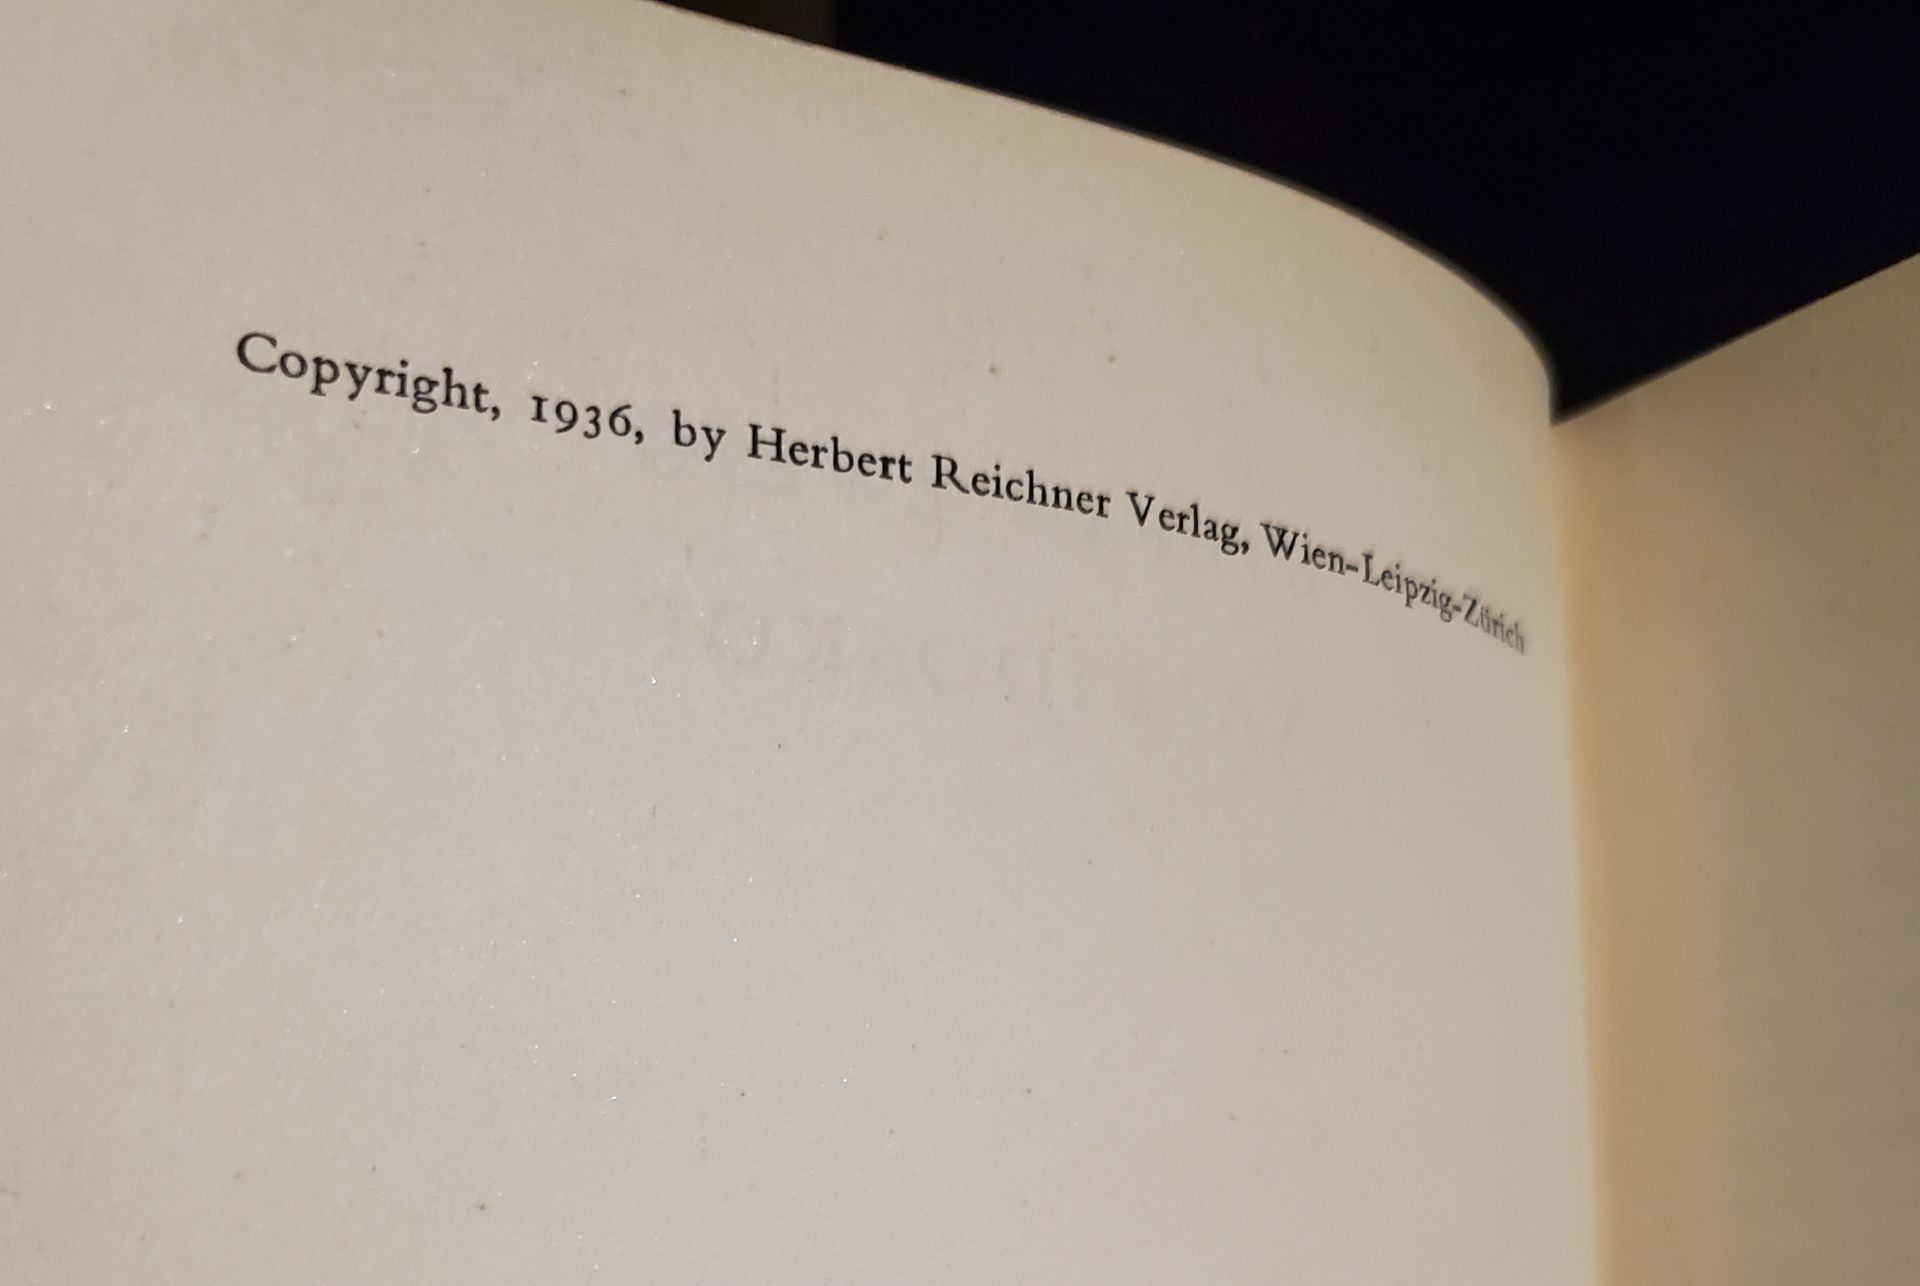 Copyright, 1936, by Herbert Reichner Verlag, Wien-Leipzig-Zürich